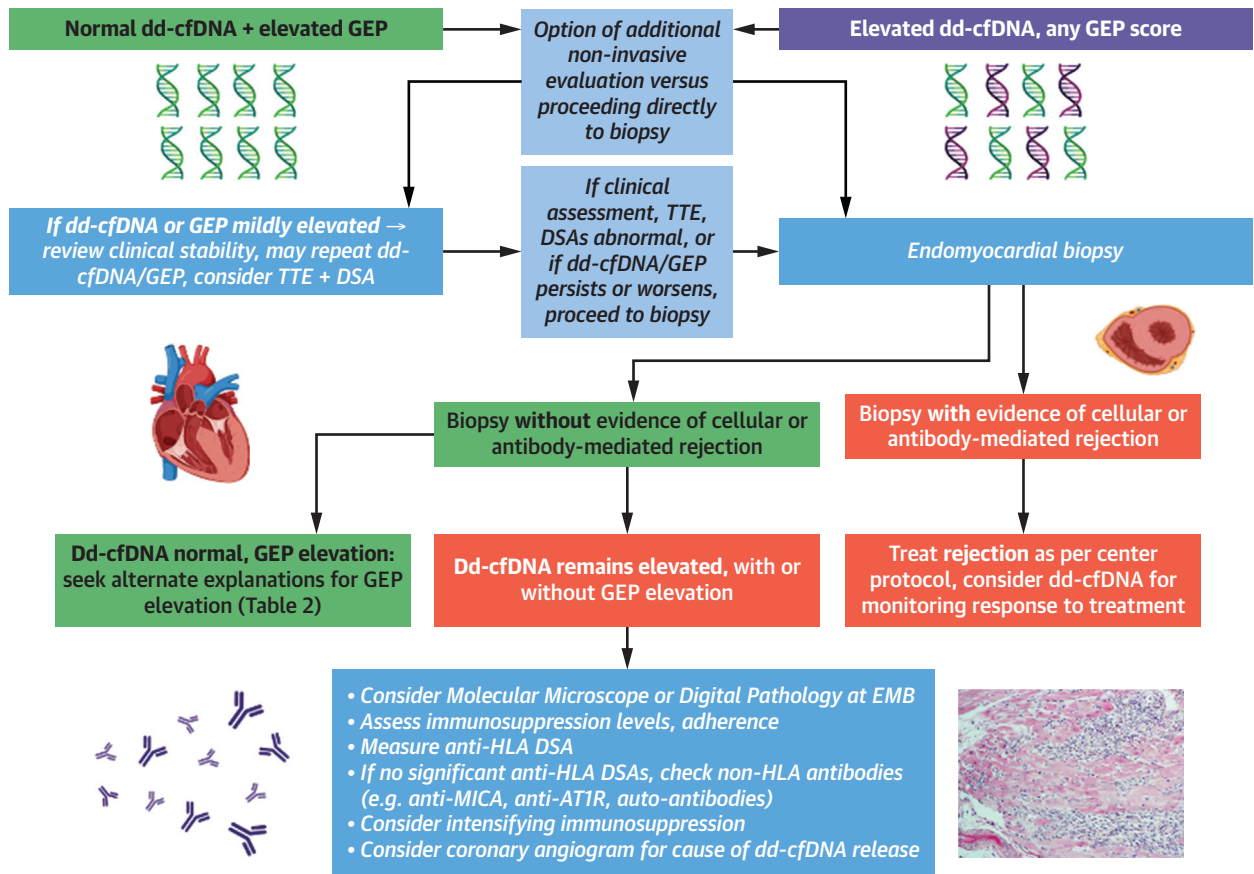 Normal dd-cfDNA + elevated GEP
Option of additional
non-invasive
evaluation versus
proceeding directly
to biopsy
Elevated dd-cfDNA, any GEP score
If dd-cfDNA or GEP mildly elevated →
review clinical stability, may repeat dd-
cfDNA/GEP, consider TTE + DSA
If clinical
assessment, TTE,
DSAs abnormal, or
if dd-cfDNA/GEP
persists or worsens,
proceed to biopsy
Endomyocardial biopsy
Biopsy without evidence of cellular or
antibody-mediated rejection
Biopsy with evidence of cellular or
antibody-mediated rejection
Dd-cfDNA normal, GEP elevation:
seek alternate explanations for GEP
elevation (Table 2)
Dd-cfDNA remains elevated, with or
without GEP elevation
Treat rejection as per center
protocol, consider dd-cfDNA for
monitoring response to treatment
• Consider Molecular Microscope or Digital Pathology at EMB
• Assess immunosuppression levels, adherence
• Measure anti-HLA DSA
• If no significant anti-HLA DSAs, check non-HLA antibodies
(e.g. anti-MICA, anti-AT1R, auto-antibodies)
• Consider intensifying immunosuppression
• Consider coronary angiogram for cause of dd-cfDNA release